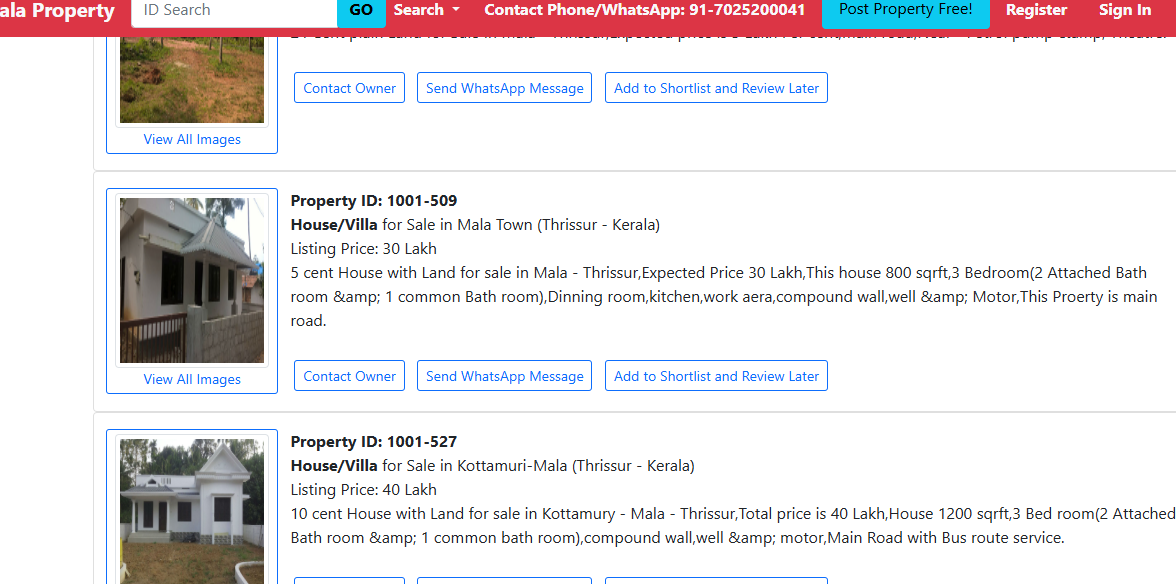 ala Property ID Search GO Search Contact Phone/WhatsApp: 91-7025200041 Post Property Free! Register Sign In
Contact Owner Send WhatsApp Message Add to Shortlist and Review Later
View All Images
Property ID: 1001-509
House/Villa for Sale in Mala Town (Thrissur - Kerala)
Listing Price: 30 Lakh
5 cent House with Land for sale in Mala - Thrissur,Expected Price 30 Lakh,This house 800 sqrft,3 Bedroom(2 Attached Bath
room &amp; 1 common Bath room),Dinning room,kitchen,work aera,compound wall,well &amp; Motor,This Proerty is main
road.
Contact Owner Send WhatsApp Message Add to Shortlist and Review Later
View All Images
Property ID: 1001-527
House/Villa for Sale in Kottamuri-Mala (Thrissur - Kerala)
Listing Price: 40 Lakh
10 cent House with Land for sale in Kottamury - Mala - Thrissur,Total price is 40 Lakh,House 1200 sqrft,3 Bed room(2 Attached
Bath room &amp; 1 common bath room),compound wall,well &amp; motor,Main Road with Bus route service.